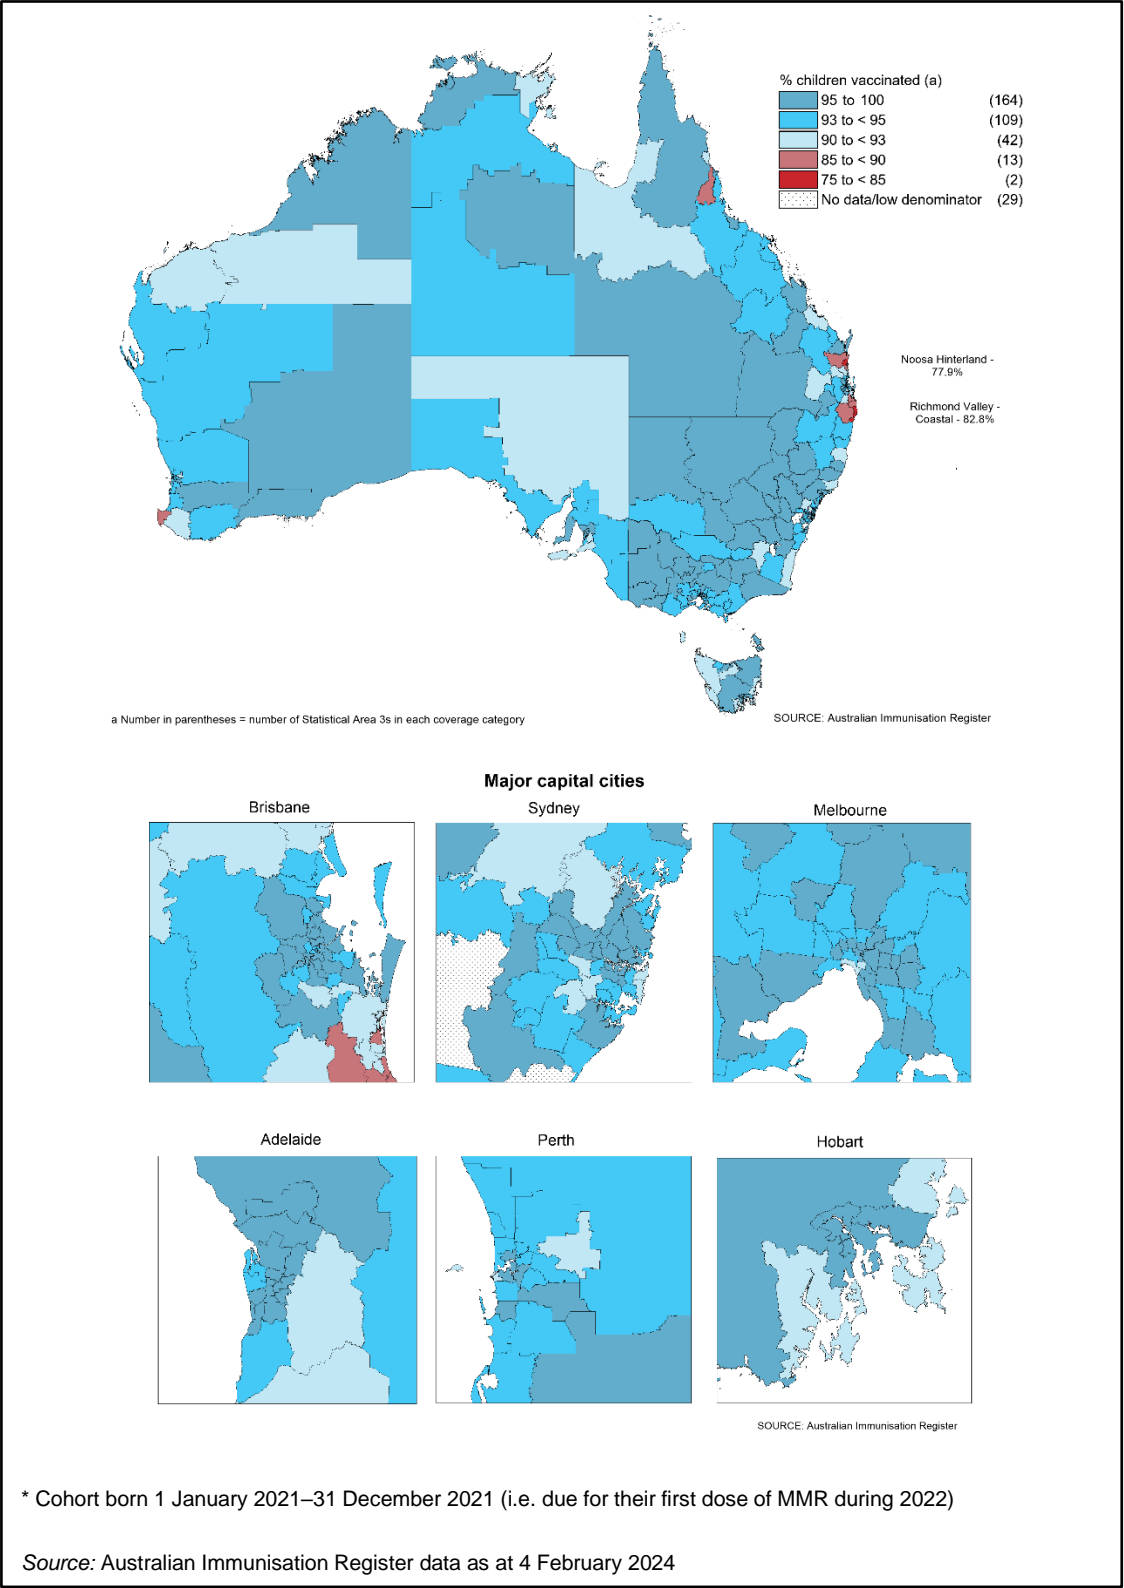 % children vaccinated (a)
95 to 100 (164)
93 to < 95 (109)
90 to < 93 (42)
85 to < 90 (13)
75 to < 85 (2)
No data/low denominator (29)
Noosa Hinterland -
77.9%
Richmond Valley -
Coastal - 82.8%
a Number in parentheses = number of Statistical Area 3s in each coverage category
SOURCE: Australian Immunisation Register
Major capital cities
Brisbane
Sydney
Melbourne
Adelaide
Perth
Hobart
SOURCE: Australian Immunisation Register
* Cohort born 1 January 2021–31 December 2021 (i.e. due for their first dose of MMR during 2022)
Source: Australian Immunisation Register data as at 4 February 2024